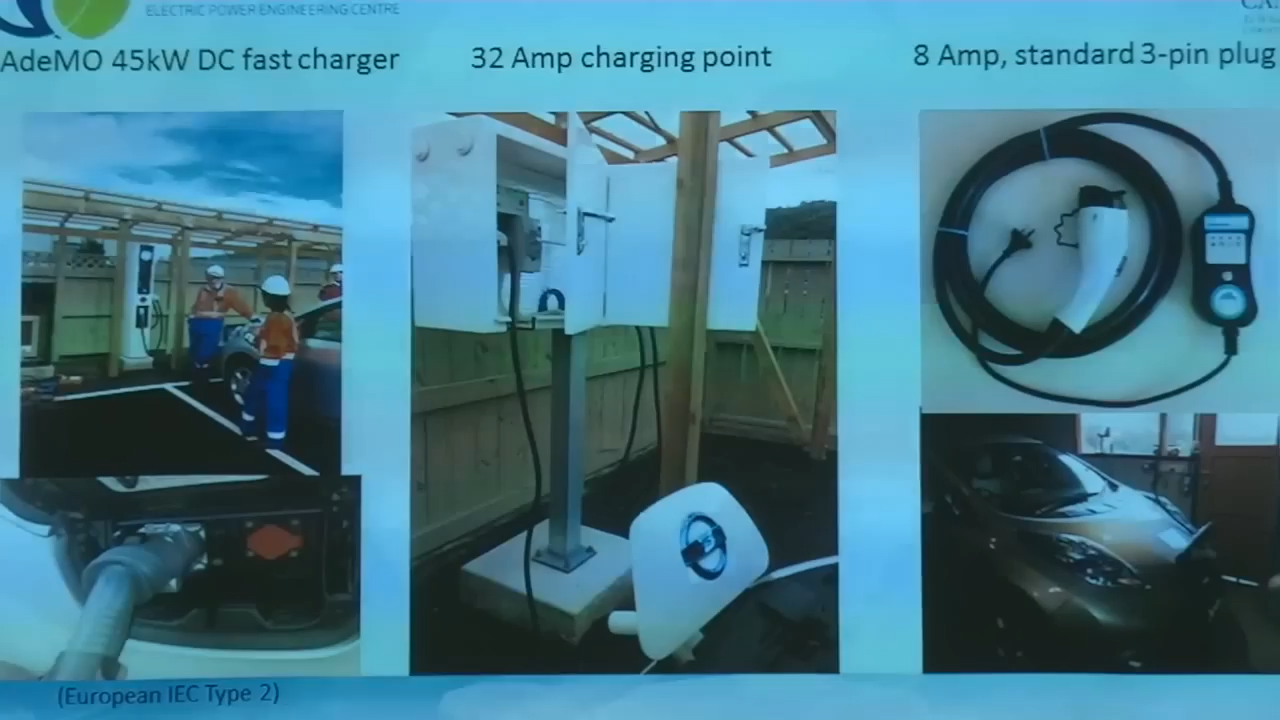 ELECTRIC POWER ENGINEERING CENTRE
AdeMO 45kW DC fast charger
32 Amp charging point
8 Amp, standard 3-pin plug
(European IEC Type 2)